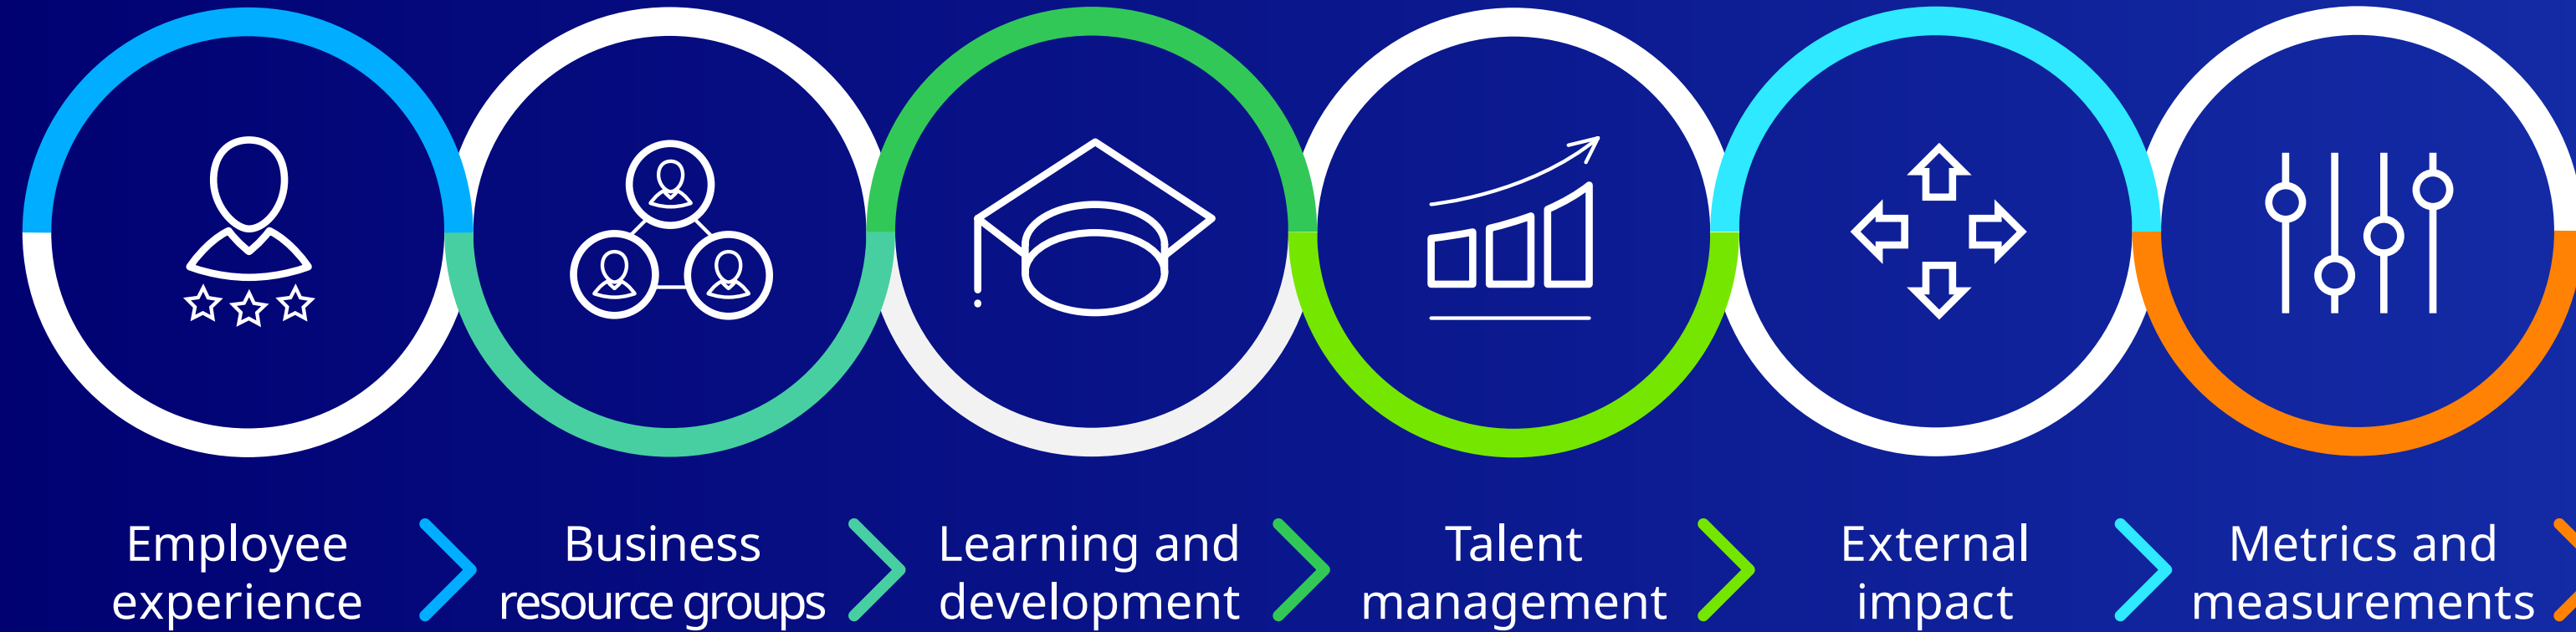 Employee
experience
Business
resource groups
Learning and
development
Talent
management
External
impact
Metrics and
measurements